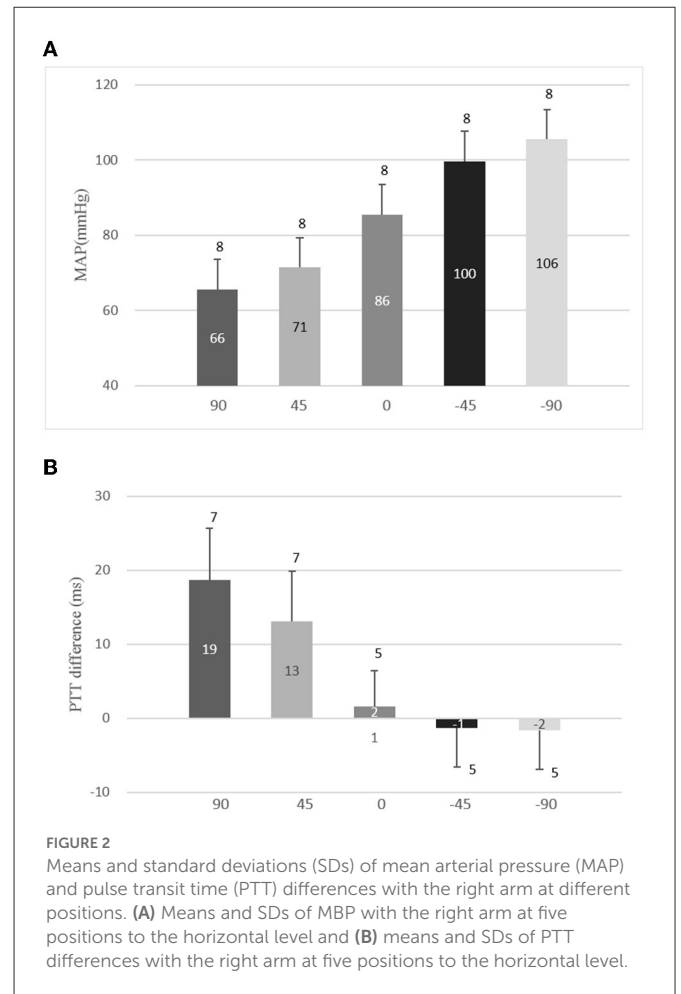 A
120
100
80
60
40
MAP(mmHg)
8
8
8
8
8
66
71
86
100
106
90 45 0 -45 -90
B
30
20
10
0
-10
PTT difference (ms)
7
7
5
5
5
19
13
2
1
-1
-2
90 45 0 -45 -90
FIGURE 2
Means and standard deviations (SDs) of mean arterial pressure (MAP)
and pulse transit time (PTT) differences with the right arm at different
positions. (A) Means and SDs of MBP with the right arm at five
positions to the horizontal level and (B) means and SDs of PTT
differences with the right arm at five positions to the horizontal level.